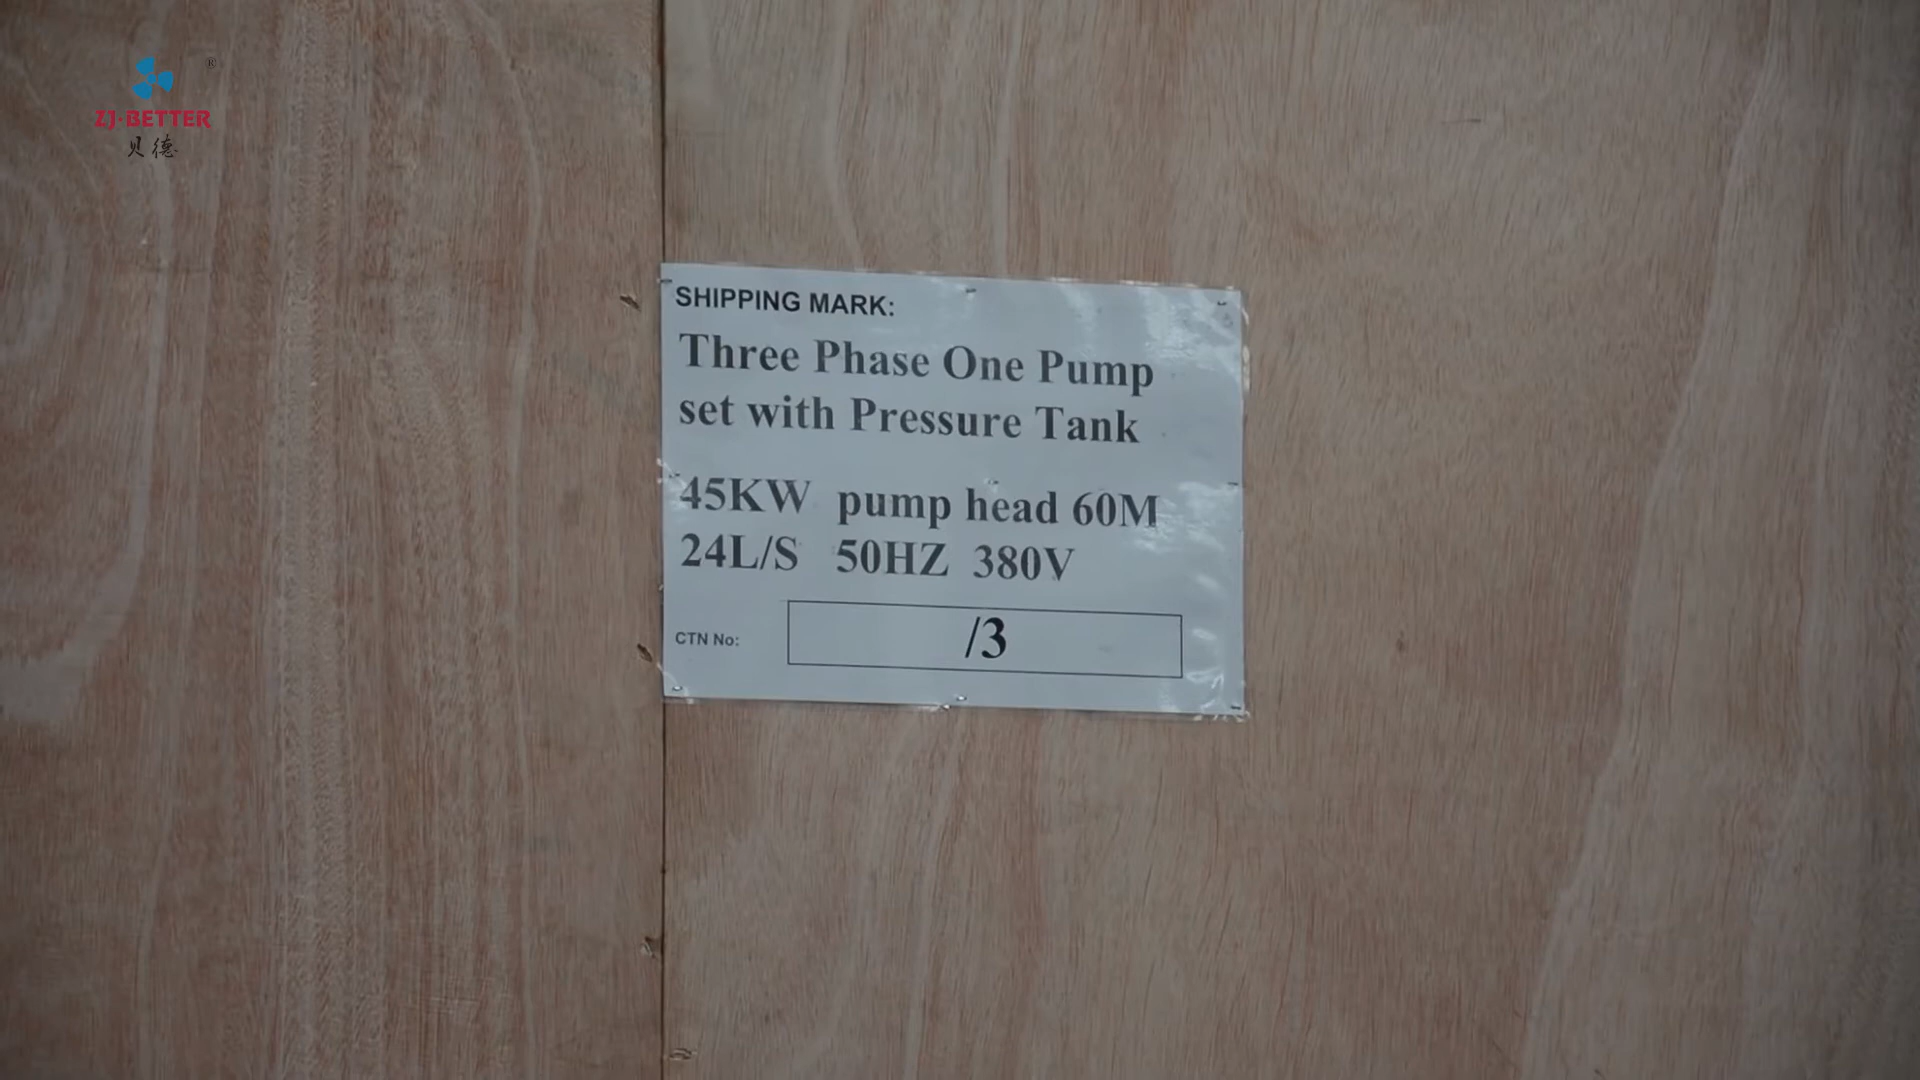 ®
ZJ·BETTER
贝德
SHIPPING MARK:
Three Phase One Pump
set with Pressure Tank
45KW pump head 60M
24L/S 50HZ 380V
CTN No: /3